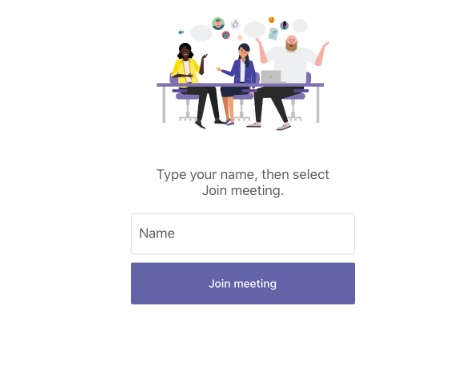 Type your name, then select
Join meeting.
Name
Join meeting